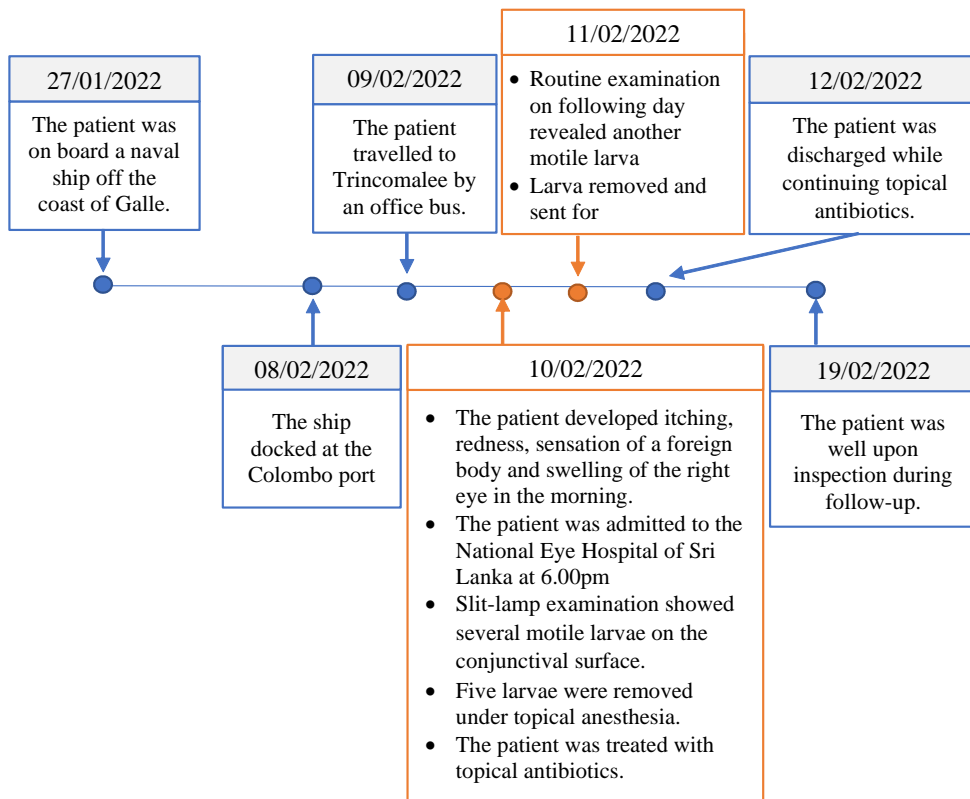 27/01/2022
The patient was
on board a naval
ship off the
coast of Galle.
08/02/2022
The ship
docked at the
Colombo port
09/02/2022
The patient
travelled to
Trincomalee by
an office bus.
10/02/2022
• The patient developed itching,
redness, sensation of a foreign
body and swelling of the right
eye in the morning.
• The patient was admitted to the
National Eye Hospital of Sri
Lanka at 6.00pm
• Slit-lamp examination showed
several motile larvae on the
conjunctival surface.
• Five larvae were removed
under topical anesthesia.
• The patient was treated with
topical antibiotics.
11/02/2022
• Routine examination
on following day
revealed another
motile larva
• Larva removed and
sent for
12/02/2022
The patient was
discharged while
continuing topical
antibiotics.
19/02/2022
The patient was
well upon
inspection during
follow-up.